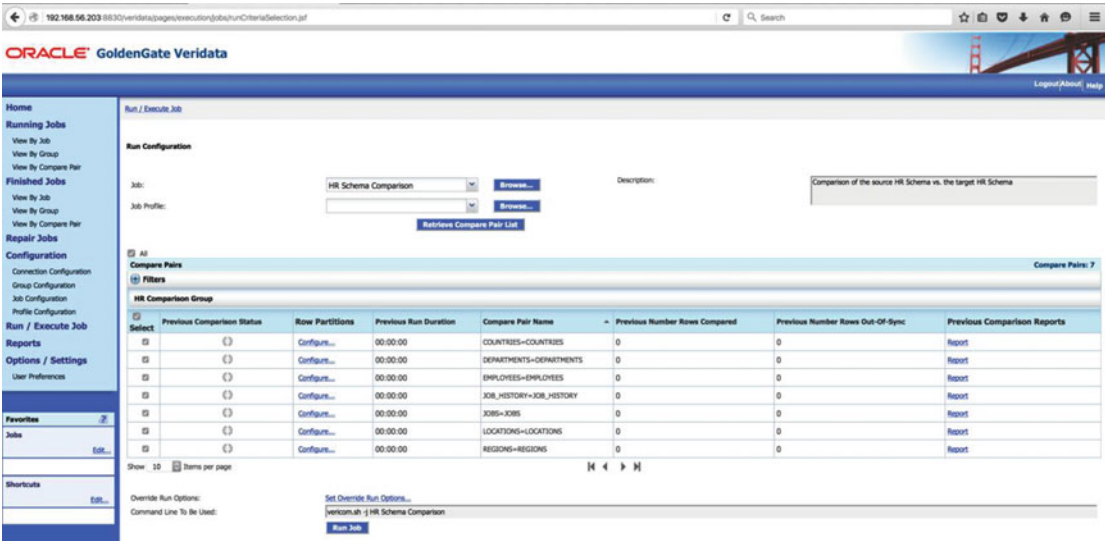 192.168.56.203:8830/veridata/pages/execution/jobs/runCriteriaSelection.jsf
Search
ORACLE GoldenGate Veridata
Logout About Help
Home
Running Jobs
View By Job
View By Group
View By Compare Pair
Finished Jobs
View By Job
View By Group
View By Compare Pair
Repair Jobs
Configuration
Connection Configuration
Group Configuration
Job Configuration
Profile Configuration
Run / Execute Job
Reports
Options / Settings
User Preferences
Favorites ?
Jobs
Edit...
Shortcuts
Edit...
Run / Execute Job
Run Configuration
Job: HR Schema Comparison Browse... Description: Comparison of the source HR Schema vs. the target HR Schema
Job Profile: Browse...
Retrieve Compare Pair List
All
Compare Pairs Compare Pairs: 7
Filters
HR Comparison Group
Select Previous Comparison Status Row Partitions Previous Run Duration Compare Pair Name Previous Number Rows Compared Previous Number Rows Out-Of-Sync Previous Comparison Reports
Configure... 00:00:00 COUNTRIES=COUNTRIES 0 0 Report
Configure... 00:00:00 DEPARTMENTS=DEPARTMENTS 0 0 Report
Configure... 00:00:00 EMPLOYEES=EMPLOYEES 0 0 Report
Configure... 00:00:00 JOB_HISTORY=JOB_HISTORY 0 0 Report
Configure... 00:00:00 JOBS=JOBS 0 0 Report
Configure... 00:00:00 LOCATIONS=LOCATIONS 0 0 Report
Configure... 00:00:00 REGIONS=REGIONS 0 0 Report
Show 10 Items per page
Override Run Options: Set Override Run Options...
Command Line To Be Used: vericom.sh -j HR Schema Comparison
Run Job